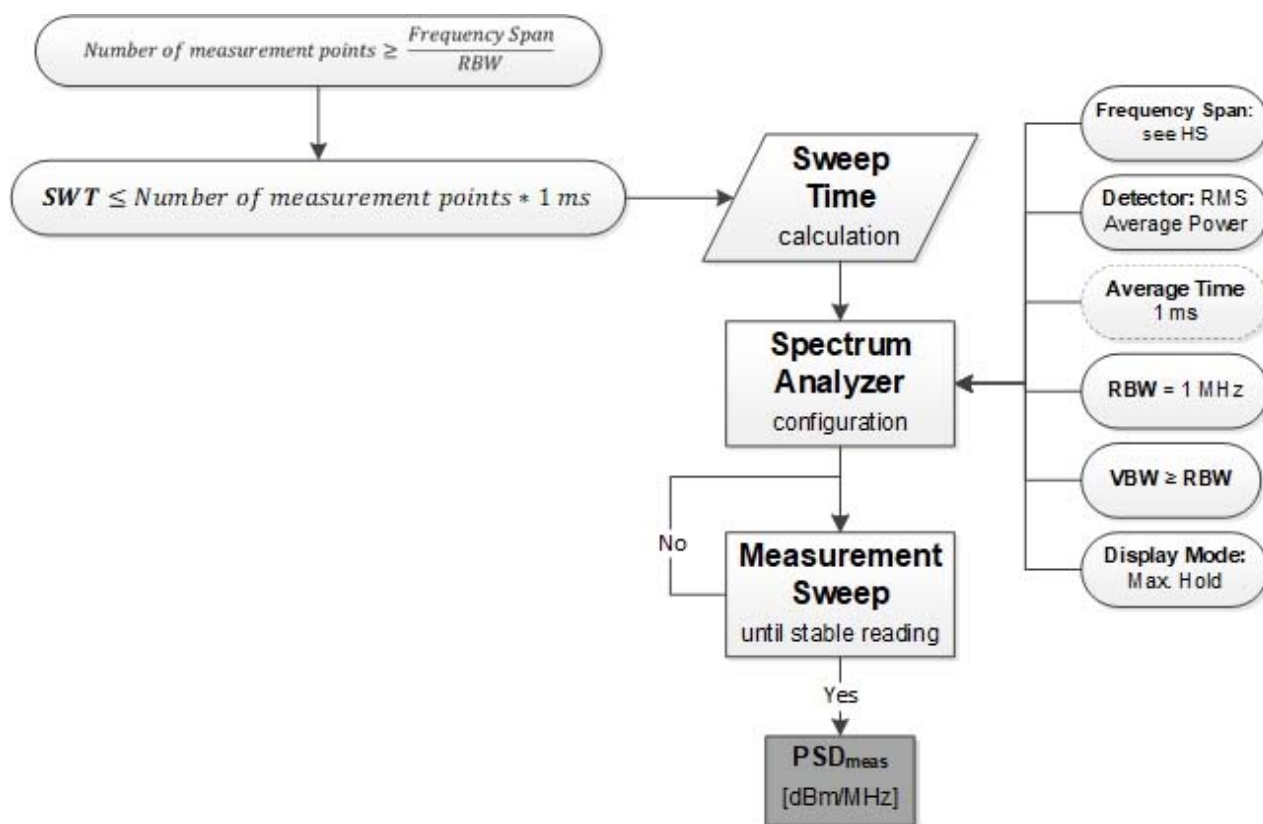 Number of measurement points ≥ Frequency Span / RBW
SWT ≤ Number of measurement points * 1 ms
Sweep
Time
calculation
Spectrum
Analyzer
configuration
No
Measurement
Sweep
until stable reading
Yes
PSDmeas
[dBm/MHz]
Frequency Span:
see HS
Detector: RMS
Average Power
Average Time
1 ms
RBW = 1 MHz
VBW ≥ RBW
Display Mode:
Max. Hold